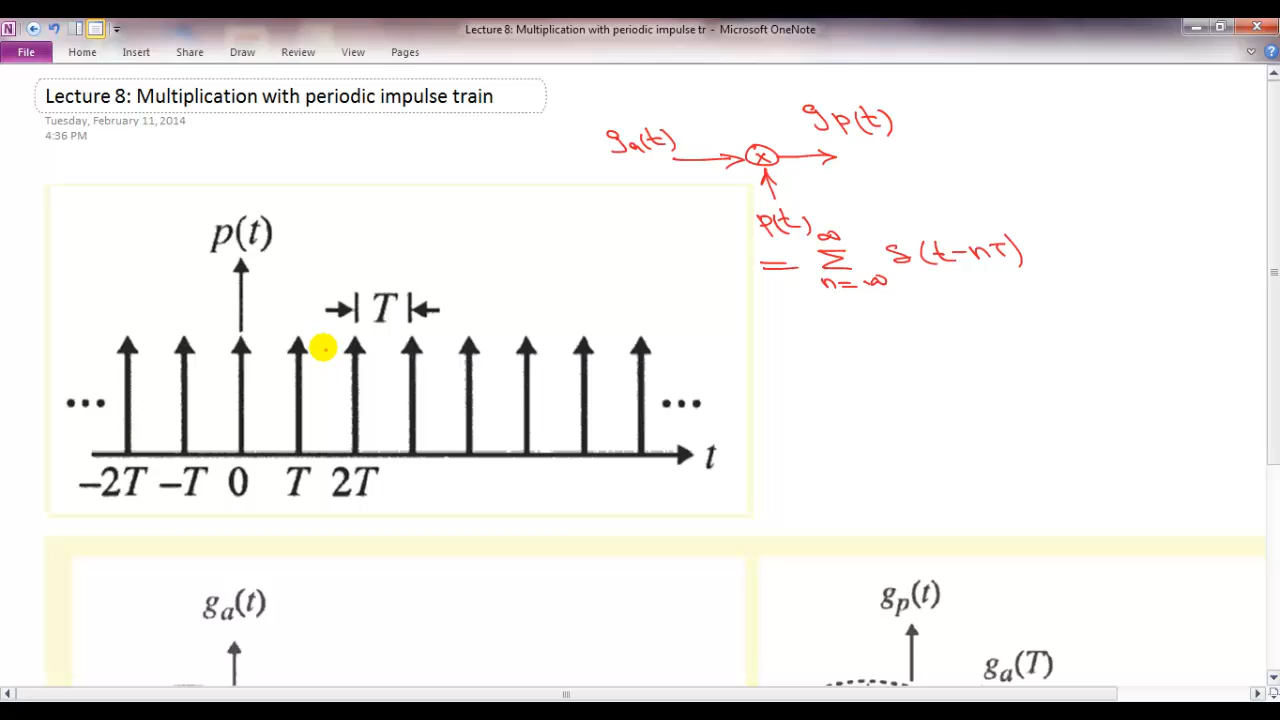 Lecture 8: Multiplication with periodic impulse tr - Microsoft OneNote
File Home Insert Share Draw Review View Pages
Lecture 8: Multiplication with periodic impulse train
Tuesday, February 11, 2014
4:36 PM
gₐ(t) × gp(t)
p(t)
= ∞ ∑ n=-∞ δ(t-nT)
p(t)
T
... ...
-2T -T 0 T 2T t
gₐ(t)
gₚ(t)
gₐ(T)